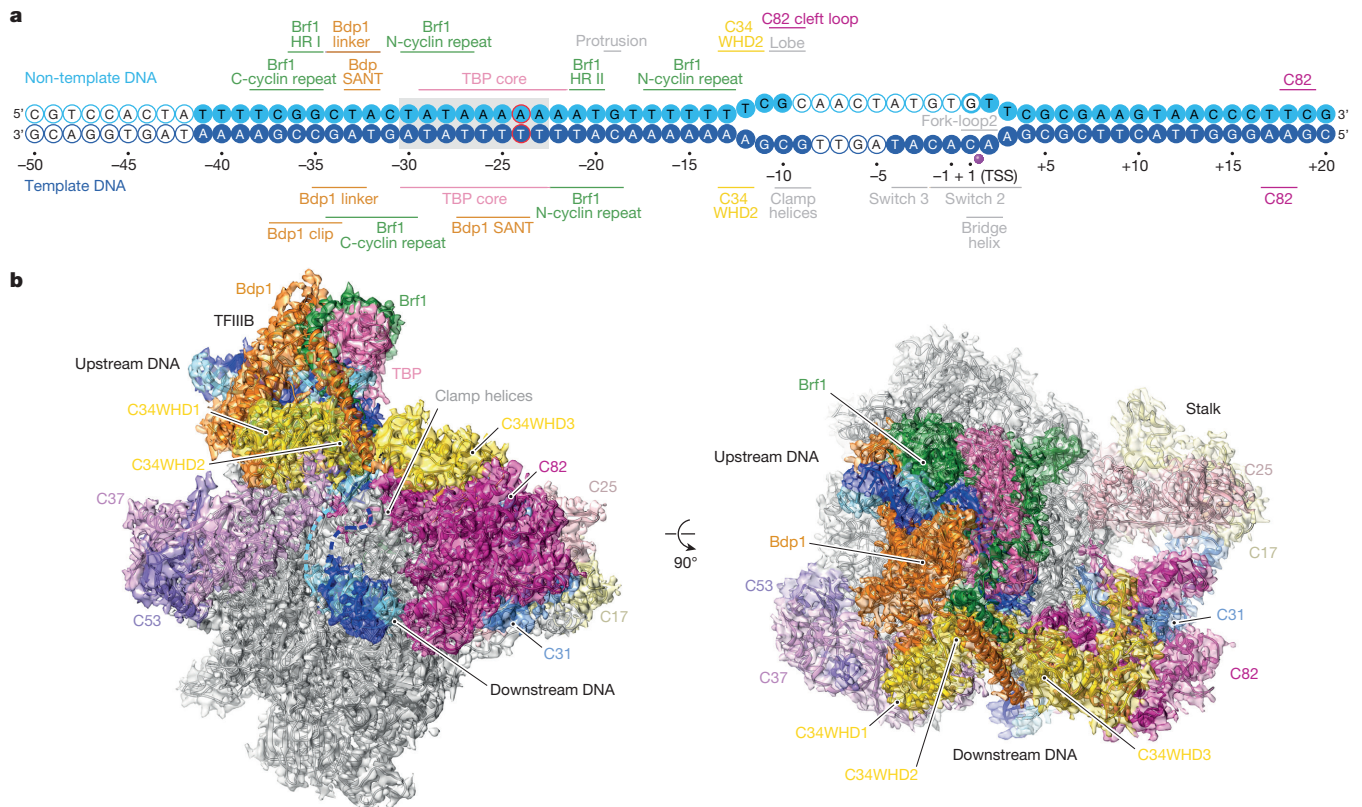 a
C82 cleft loop
Brf1 HR I
Bdp1 linker
Brf1 N-cyclin repeat
Protrusion
C34 WHD2
Lobe
Brf1 C-cyclin repeat
Bdp SANT
TBP core
Brf1 HR II
Brf1 N-cyclin repeat
C82
Non-template DNA
5′ CGTCCACTATTTTCGGCTACTATAAAAAAATGTTTTTTTCGCAACTATGTGTTCGCGAAGTAACCCTTCG 3′
Fork-loop2
3′ GCAGGTGATAAAAGCCGATGATATTTTTTTACAAAAAAAGCGTTGATACACAAGCGCTTCATTGGGAAGC 5′
−50 −45 −40 −35 −30 −25 −20 −15 −10 −5 −1 + 1 (TSS) +5 +10 +15 +20
Template DNA
Bdp1 linker
TBP core
Brf1 N-cyclin repeat
C34 WHD2
Clamp helices
Switch 3
Switch 2
C82
Bdp1 clip
Brf1 C-cyclin repeat
Bdp1 SANT
Bridge helix
b
Bdp1
Brf1
TFIIIB
Upstream DNA
TBP
Clamp helices
C34WHD1
C34WHD3
C34WHD2
C82
C37
C25
C53
C17
C31
Downstream DNA
90°
Brf1
Stalk
Upstream DNA
C25
Bdp1
C17
C53
C31
C37
C82
C34WHD1
C34WHD2
Downstream DNA
C34WHD3